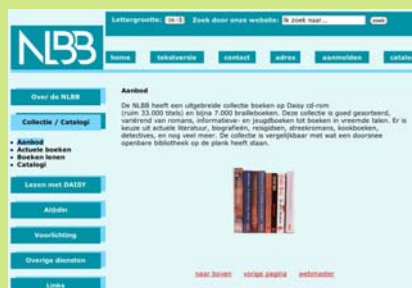 Lettergrootte: Zoek door onze website: Ik zoek naar... zoek
NLBB
home tekstversie contact adres aanmelden catalo
Over de NLBB
Collectie / Catalogi
Aanbod
Actuele boeken
Boeken lenen
Catalogi
Lezen met DAISY
Al@din
Voorlichting
Overige diensten
Links
Aanbod
De NLBB heeft een uitgebreide collectie boeken op Daisy cd-rom
(ruim 33.000 titels) en bijna 7.000 brailleboeken. Deze collectie is goed gesorteerd,
variërend van romans, informatieve- en jeugdboeken tot boeken in vreemde talen. Er is
keuze uit actuele literatuur, biografieën, reisgidsen, streekromans, kookboeken,
detectives, en nog veel meer. De collectie is vergelijkbaar met wat een doorsnee
openbare bibliotheek op de plank heeft staan.
naar boven vorige pagina webmaster